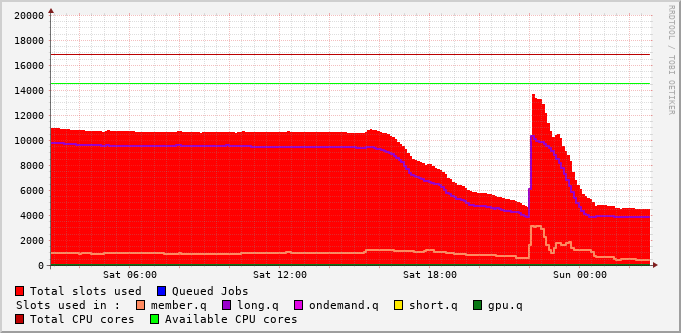 20000
18000
16000
14000
12000
10000
8000
6000
4000
2000
0
Sat 06:00 Sat 12:00 Sat 18:00 Sun 00:00
RRDTOOL / TOBI OETIKER
Total slots used Queued Jobs
Slots used in : member.q long.q ondemand.q short.q gpu.q
Total CPU cores Available CPU cores